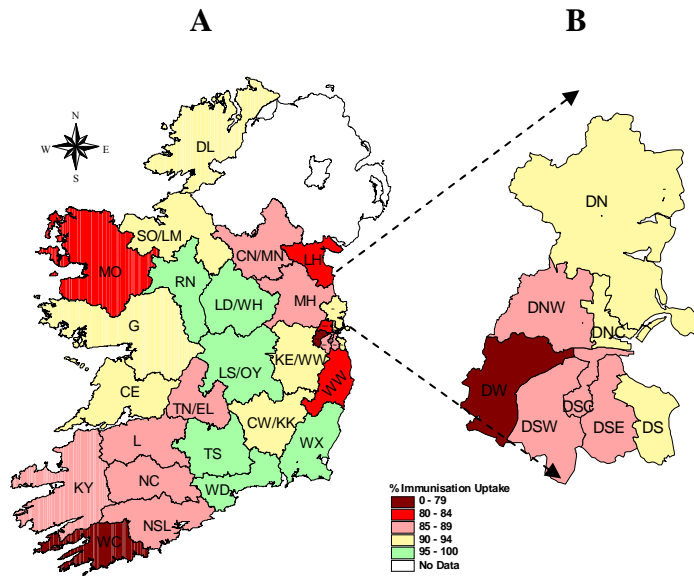 A
B
N
W E
S
DL
SO/LM
CN/MN
LH
MO
RN
LD/WH
MH
G
LS/OY
KE/WW
WW
CE
TN/EL
CW/KK
L
TS
WX
KY
NC
WD
NSL
WC
DN
DNW
DNC
DW
DSC
DSW
DSE
DS
% Immunisation Uptake
0 - 79
80 - 84
85 - 89
90 - 94
95 - 100
No Data